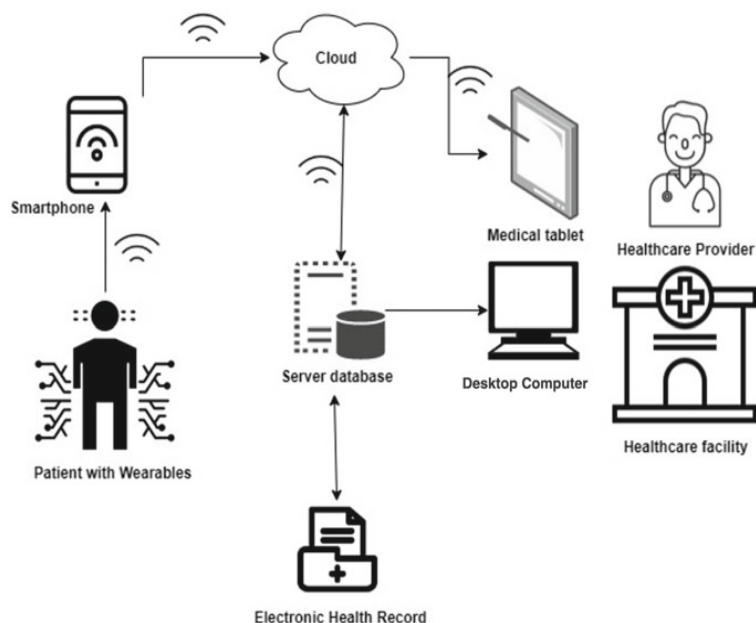 Cloud
Smartphone
Medical tablet
Healthcare Provider
Server database
Desktop Computer
Patient with Wearables
Healthcare facility
Electronic Health Record